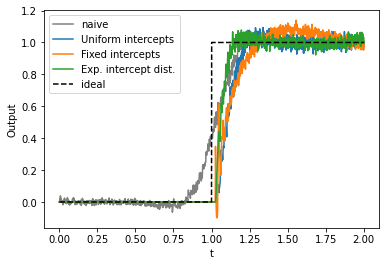 naive
Uniform intercepts
Fixed intercepts
Exp. intercept dist.
ideal
1.2
1.0
0.8
0.6
0.4
0.2
0.0
Output
0.00 0.25 0.50 0.75 1.00 1.25 1.50 1.75 2.00
t